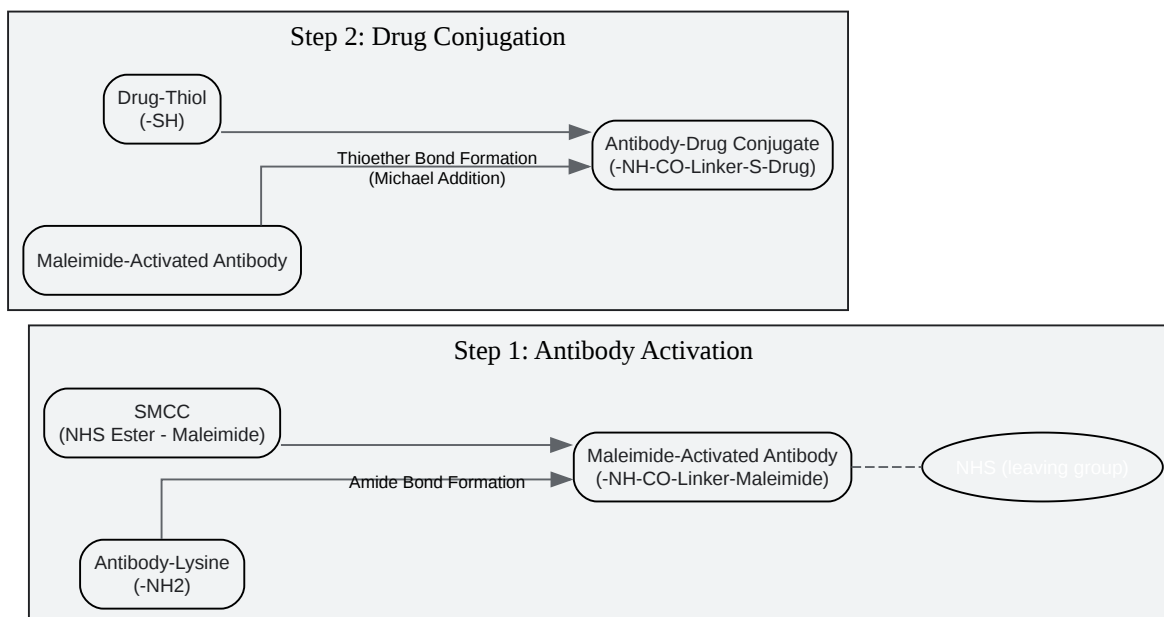 Step 2: Drug Conjugation
Drug-Thiol
(-SH)
Antibody-Drug Conjugate
(-NH-CO-Linker-S-Drug)
Thioether Bond Formation
(Michael Addition)
Maleimide-Activated Antibody
Step 1: Antibody Activation
SMCC
(NHS Ester - Maleimide)
Maleimide-Activated Antibody
(-NH-CO-Linker-Maleimide)
NHS (leaving group)
Amide Bond Formation
Antibody-Lysine
(-NH2)